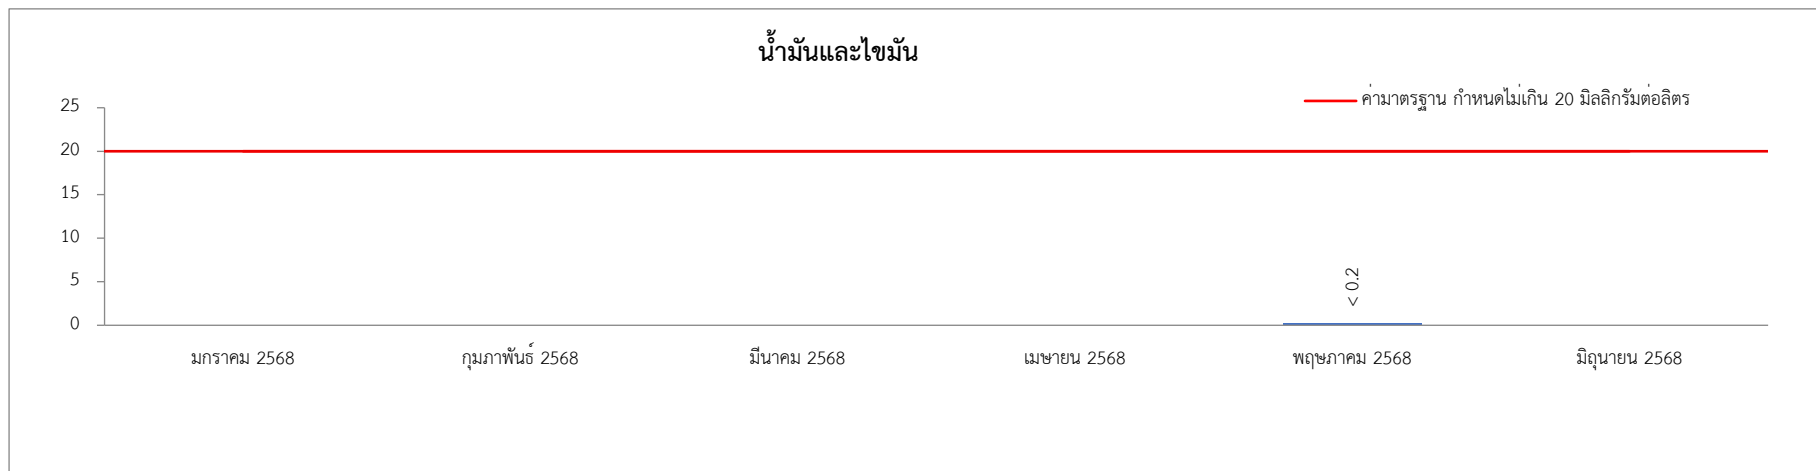 น้ำมันและไขมัน
ค่ามาตรฐาน กำหนดไม่เกิน 20 มิลลิกรัมต่อลิตร
25
20
15
10
5
0
< 0.2
มกราคม 2568 กุมภาพันธ์ 2568 มีนาคม 2568 เมษายน 2568 พฤษภาคม 2568 มิถุนายน 2568